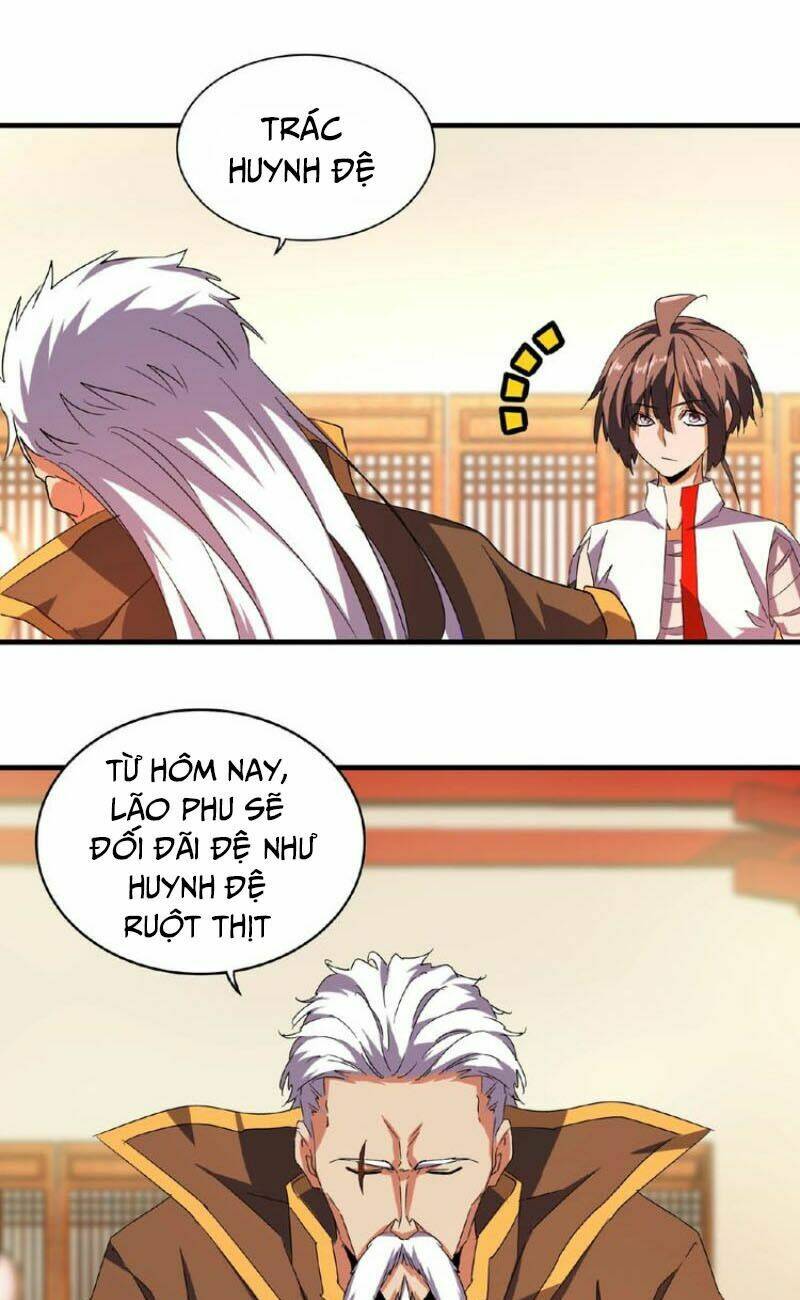 TRÁC
HUYNH ĐỆ
TỪ HÔM NAY,
LÃO PHU SẼ
ĐỐI ĐÃI ĐỆ NHƯ
HUYNH ĐỆ
RUỘT THỊT